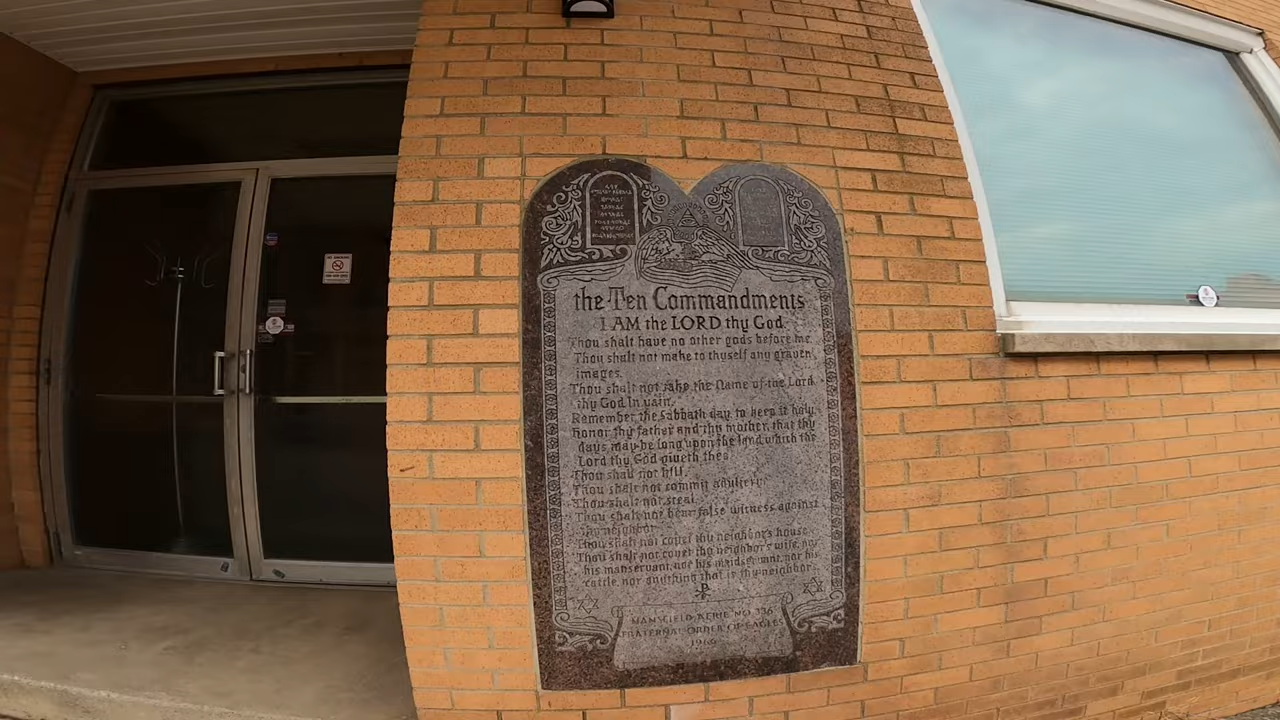 the Ten Commandments
I AM the LORD thy God.
Thou shalt have no other gods before me.
Thou shalt not make to thyself any graven
images.
Thou shalt not take the Name of the Lord
thy God in vain.
Remember the Sabbath day, to keep it holy.
Honor thy father and thy mother, that thy
days may be long upon the land which the
Lord thy God giveth thee.
Thou shalt not kill.
Thou shalt not commit adultery.
Thou shalt not steal.
Thou shalt not bear false witness against
thy neighbor.
Thou shalt not covet thy neighbor's house.
Thou shalt not covet thy neighbor's wife,
his manservant, nor his maidservant, nor his
cattle, nor anything that is thy neighbor's.
MANSFIELD AERIE NO. 336
FRATERNAL ORDER OF EAGLES
NO SMOKING